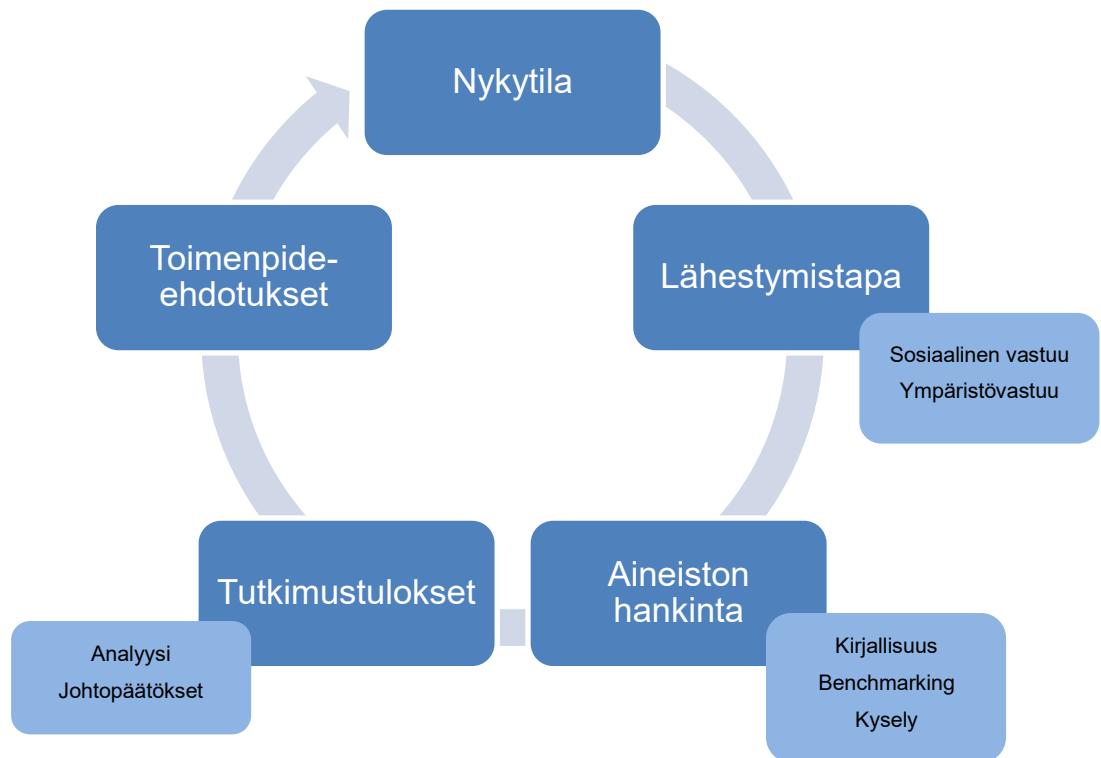 Nykytila
Lähestymistapa
Sosiaalinen vastuu
Ympäristövastuu
Aineiston
hankinta
Kirjallisuus
Benchmarking
Kysely
Tutkimustulokset
Analyysi
Johtopäätökset
Toimenpide-
ehdotukset